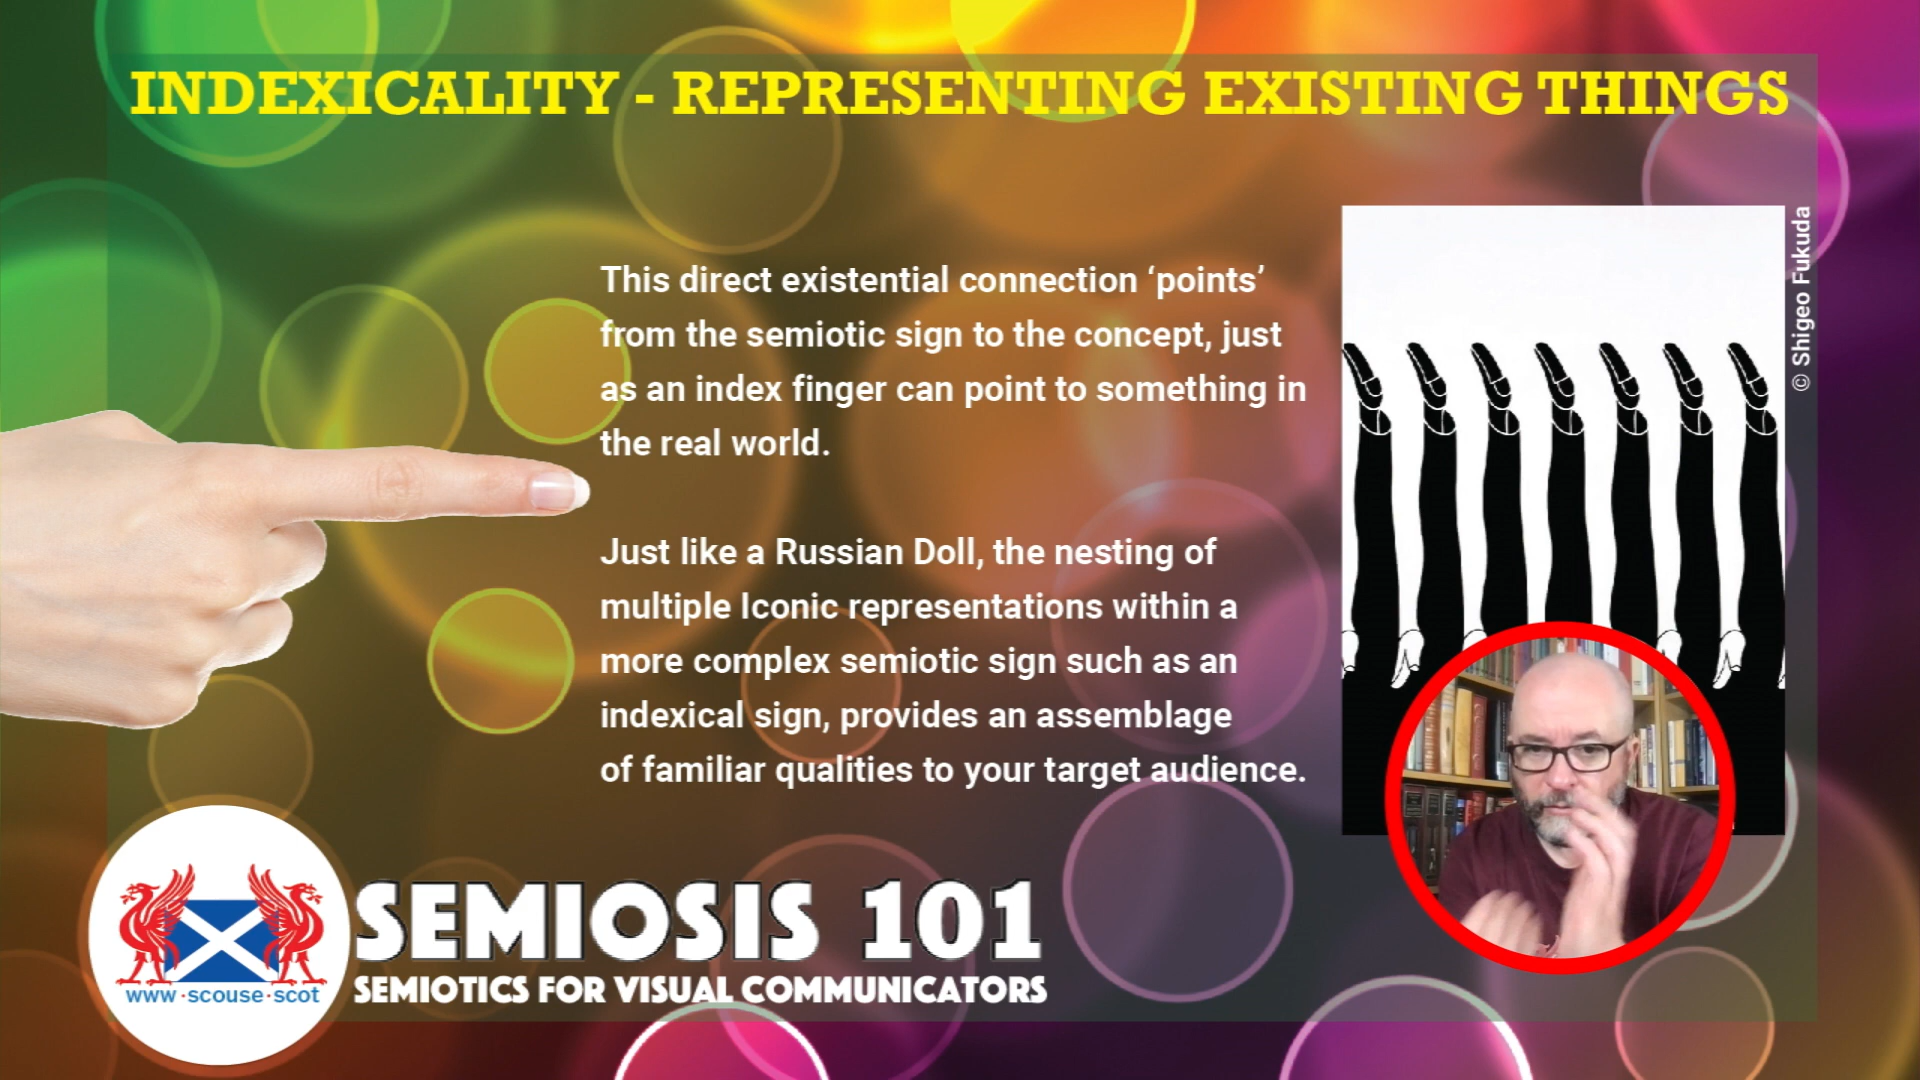 INDEXICALITY - REPRESENTING EXISTING THINGS
This direct existential connection ‘points’
from the semiotic sign to the concept, just
as an index finger can point to something in
the real world.
Just like a Russian Doll, the nesting of
multiple Iconic representations within a
more complex semiotic sign such as an
indexical sign, provides an assemblage
of familiar qualities to your target audience.
© Shigeo Fukuda
www·scouse·scot
SEMIOSIS 101
SEMIOTICS FOR VISUAL COMMUNICATORS